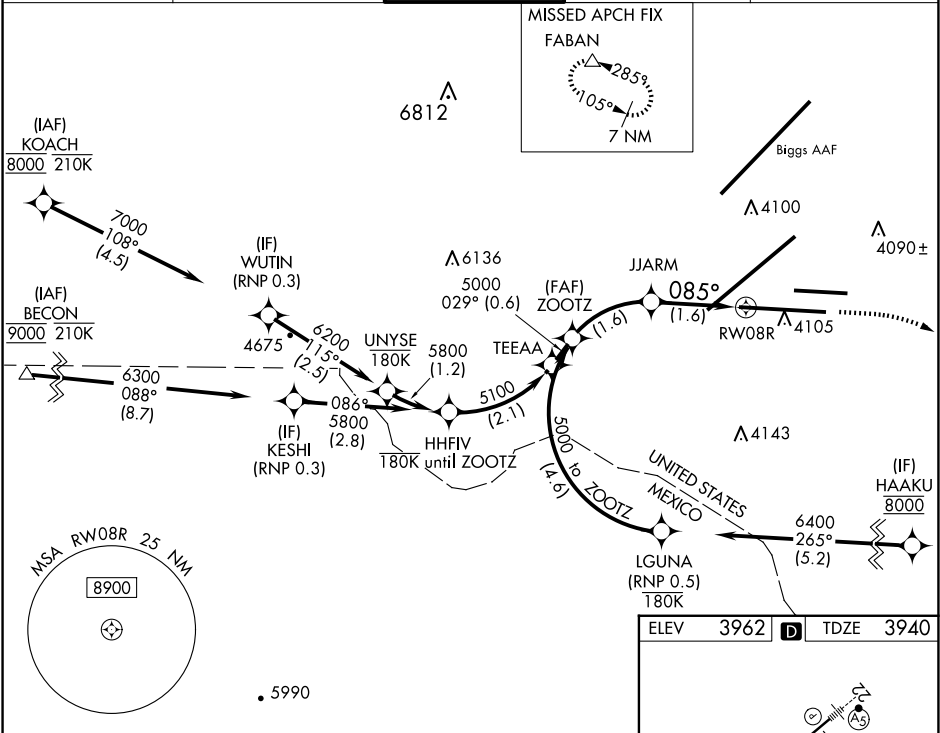 MISSED APCH FIX
FABAN
285°
105°
7 NM
6812
(IAF)
KOACH
8000 210K
7000
108°
(4.5)
Biggs AAF
4100
4090±
(IF)
WUTIN
(RNP 0.3)
6136
5000
029° (0.6)
(FAF)
ZOOTZ
JJARM
085°
(1.6)
(1.6)
RW08R
4105
(IAF)
BECON
9000 210K
4675
6200
115°
(2.5)
UNYSE
180K
5800
(1.2)
TEEAA
6300
088°
(8.7)
(IF)
KESHI
(RNP 0.3)
086°
5800
(2.8)
HHFIV
180K until ZOOTZ
5100
(2.1)
5000 to ZOOTZ
(4.6)
4143
UNITED STATES
MEXICO
LGUNA
(RNP 0.5)
180K
(IF)
HAAKU
8000
6400
265°
(5.2)
MSA RW08R 25 NM
8900
5990
ELEV 3962 D TDZE 3940
22
A5